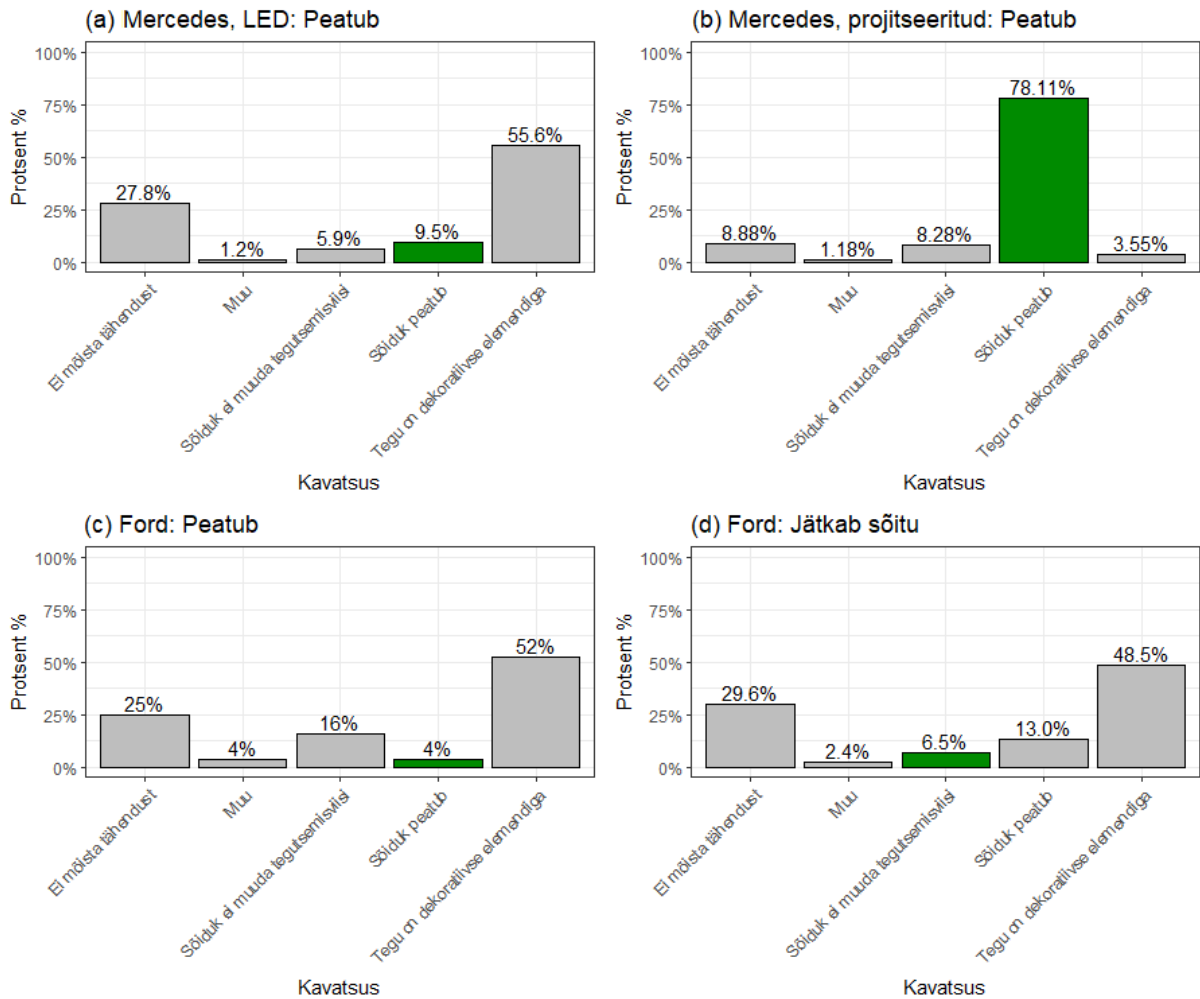 (a) Mercedes, LED: Peatub
Protsent %
100%
75%
50%
25%
0%
27.8%
1.2%
5.9%
9.5%
55.6%
Ei mõista tähendust
Muu
Sõiduk ei muuda tegutsemisviisi
Sõiduk peatub
Tegu on dekoratiivse elemendiga
Kavatsus
(b) Mercedes, projitseeritud: Peatub
Protsent %
100%
75%
50%
25%
0%
8.88%
1.18%
8.28%
78.11%
3.55%
Ei mõista tähendust
Muu
Sõiduk ei muuda tegutsemisviisi
Sõiduk peatub
Tegu on dekoratiivse elemendiga
Kavatsus
(c) Ford: Peatub
Protsent %
100%
75%
50%
25%
0%
25%
4%
16%
4%
52%
Ei mõista tähendust
Muu
Sõiduk ei muuda tegutsemisviisi
Sõiduk peatub
Tegu on dekoratiivse elemendiga
Kavatsus
(d) Ford: Jätkab sõitu
Protsent %
100%
75%
50%
25%
0%
29.6%
2.4%
6.5%
13.0%
48.5%
Ei mõista tähendust
Muu
Sõiduk ei muuda tegutsemisviisi
Sõiduk peatub
Tegu on dekoratiivse elemendiga
Kavatsus